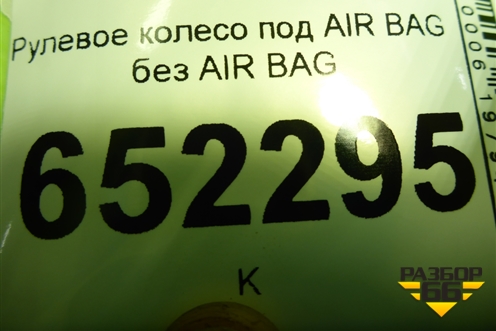 Рулевое колесо под AIR BAG
без AIR BAG
652295
К
РАЗБОР
66